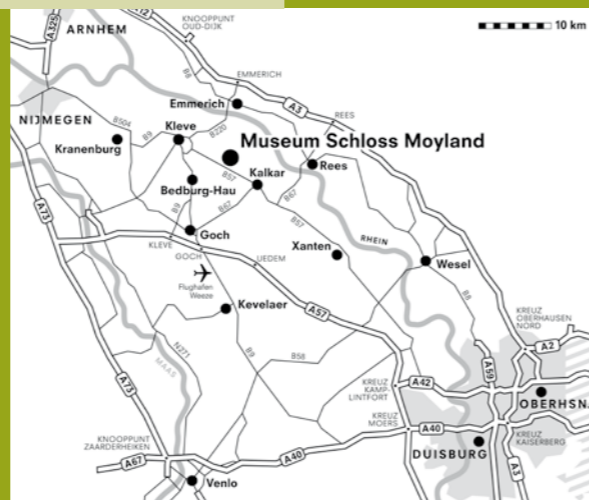 A325
ARNHEM
A12
KNOOPPUNT
OUD-DIJK
10 km
B8
EMMERICH
Emmerich
A3
REES
NIJMEGEN
B504
Kleve
B9
B220
Kranenburg
Museum Schloss Moyland
B57
Kalkar
Rees
Bedburg-Hau
B67
B9
B67
B57
A73
Goch
KLEVE
RHEIN
Xanten
GOCH
UEDEM
Wesel
Flughafen
Weeze
B8
Kevelaer
A57
KREUZ
OBERHAUSEN
NORD
N271
B9
B58
A2
MAAS
A59
A73
KREUZ
KAMP-
LINTFORT
A42
OBERHSNA
KREUZ
MOERS
A40
KREUZ
KAISERBERG
KNOOPPUNT
ZAARDERHEIKEN
DUISBURG
A67
A40
A3
Venlo